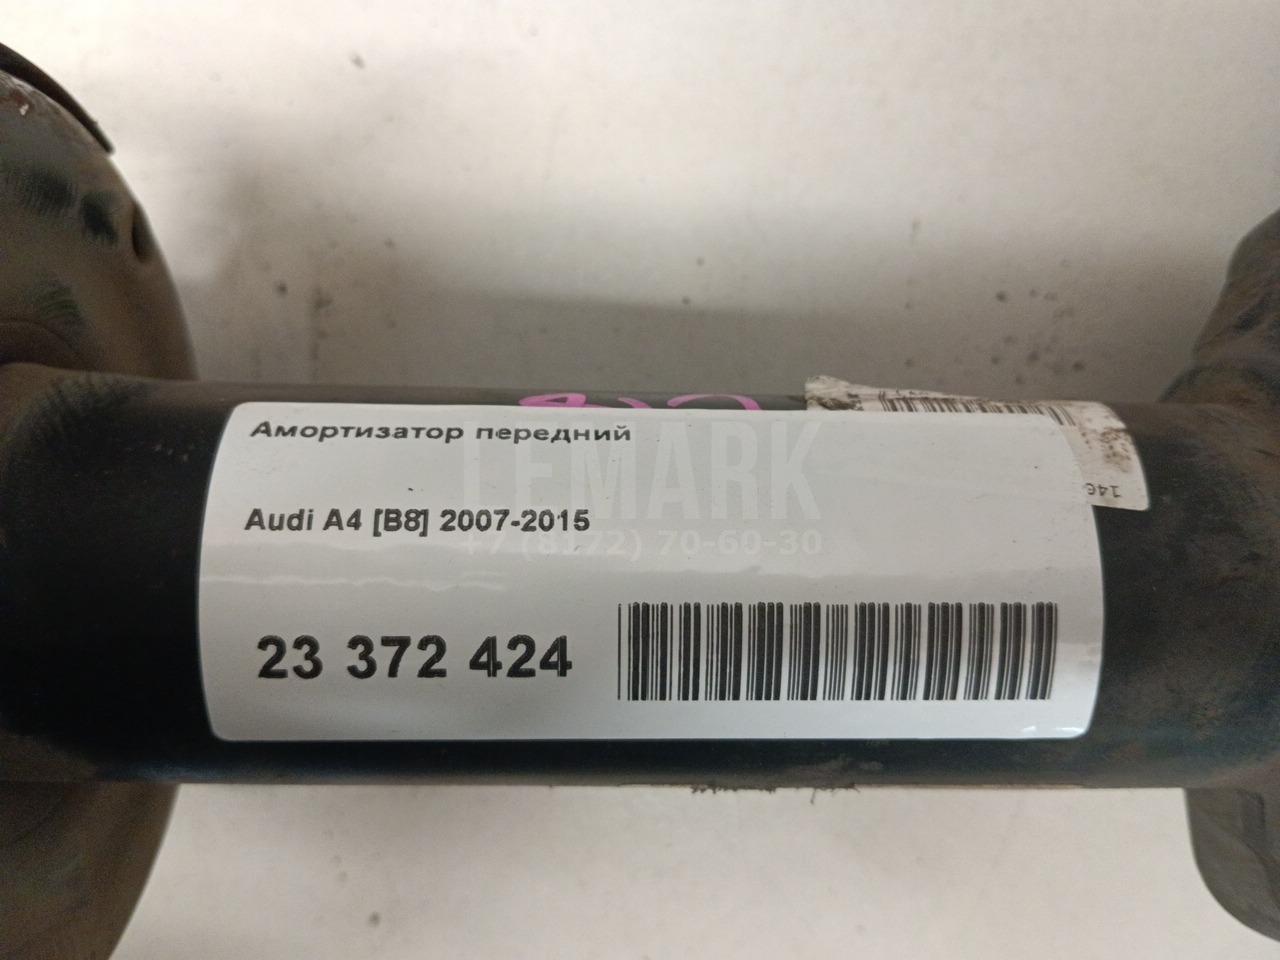 Амортизатор передний
LEMARK
Audi A4 [B8] 2007-2015
+7 (8172) 70-60-30
23 372 424